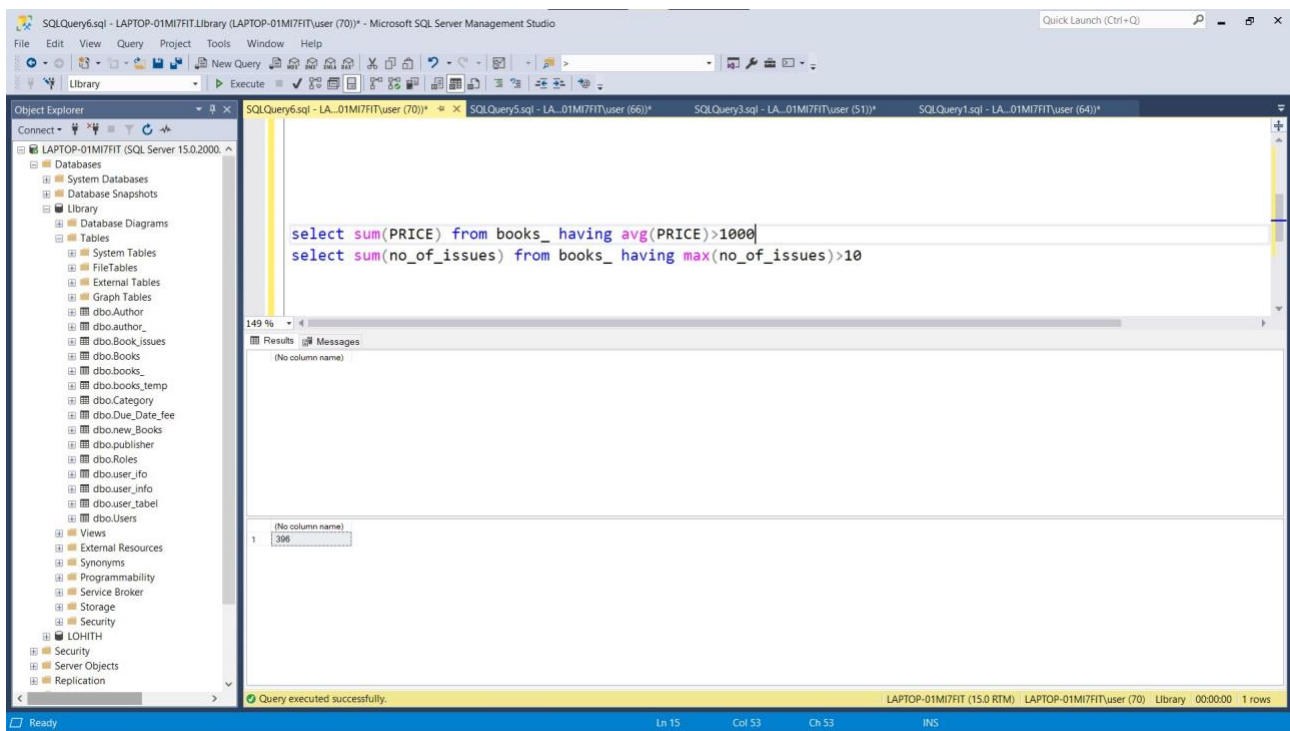 SQLQuery6.sql - LAPTOP-01MI7FIT.LIbrary (LAPTOP-01MI7FIT\user (70))* - Microsoft SQL Server Management Studio
Quick Launch (Ctrl+Q)
File Edit View Query Project Tools Window Help
New Query
LIbrary
Execute
Object Explorer
SQLQuery6.sql - LA...01MI7FIT\user (70))*
SQLQuery5.sql - LA...01MI7FIT\user (66))*
SQLQuery3.sql - LA...01MI7FIT\user (51))*
SQLQuery1.sql - LA...01MI7FIT\user (64))*
Connect
LAPTOP-01MI7FIT (SQL Server 15.0.2000.
Databases
System Databases
Database Snapshots
LIbrary
Database Diagrams
Tables
System Tables
FileTables
External Tables
Graph Tables
dbo.Author
dbo.author_
dbo.Book_issues
dbo.Books
dbo.books_
dbo.books_temp
dbo.Category
dbo.Due_Date_fee
dbo.new_Books
dbo.publisher
dbo.Roles
dbo.user_ifo
dbo.user_info
dbo.user_tabel
dbo.Users
Views
External Resources
Synonyms
Programmability
Service Broker
Storage
Security
LOHITH
Security
Server Objects
Replication
select sum(PRICE) from books_ having avg(PRICE)>1000
select sum(no_of_issues) from books_ having max(no_of_issues)>10
149 %
Results Messages
(No column name)
(No column name)
1 396
Query executed successfully.
LAPTOP-01MI7FIT (15.0 RTM) LAPTOP-01MI7FIT\user (70) LIbrary 00:00:00 1 rows
Ready Ln 15 Col 53 Ch 53 INS